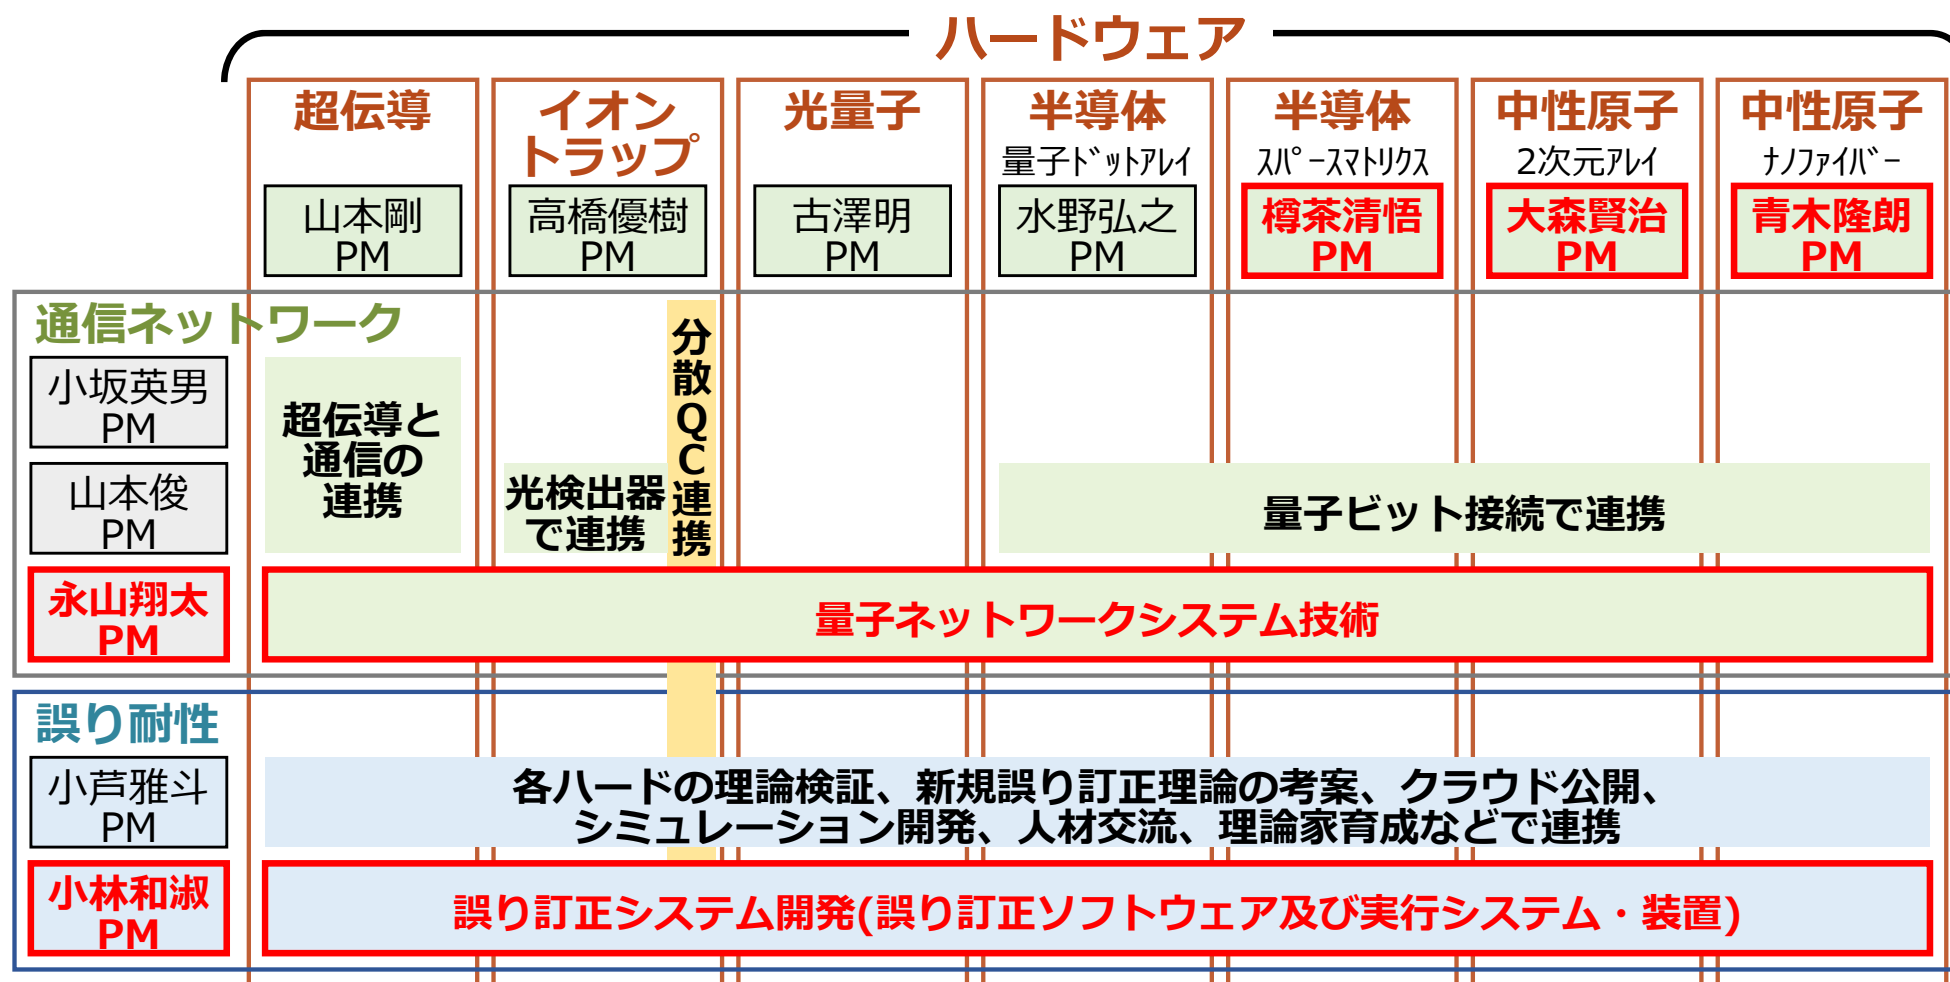 ハードウェア
超伝導
山本剛
PM
イオン
トラップ
高橋優樹
PM
光量子
古澤明
PM
半導体
量子ﾄﾞｯﾄｱﾚｲ
水野弘之
PM
半導体
ｽﾊﾟｰｽﾏﾄﾘｸｽ
樽茶清悟
PM
中性原子
2次元ｱﾚｲ
大森賢治
PM
中性原子
ﾅﾉﾌｧｲﾊﾞｰ
青木隆朗
PM
通信ネットワーク
小坂英男
PM
山本俊
PM
永山翔太
PM
超伝導と
通信の
連携
光検出器
で連携
分散QC連携
量子ビット接続で連携
量子ネットワークシステム技術
誤り耐性
小芦雅斗
PM
各ハードの理論検証、新規誤り訂正理論の考案、クラウド公開、
シミュレーション開発、人材交流、理論家育成などで連携
小林和淑
PM
誤り訂正システム開発(誤り訂正ソフトウェア及び実行システム・装置)